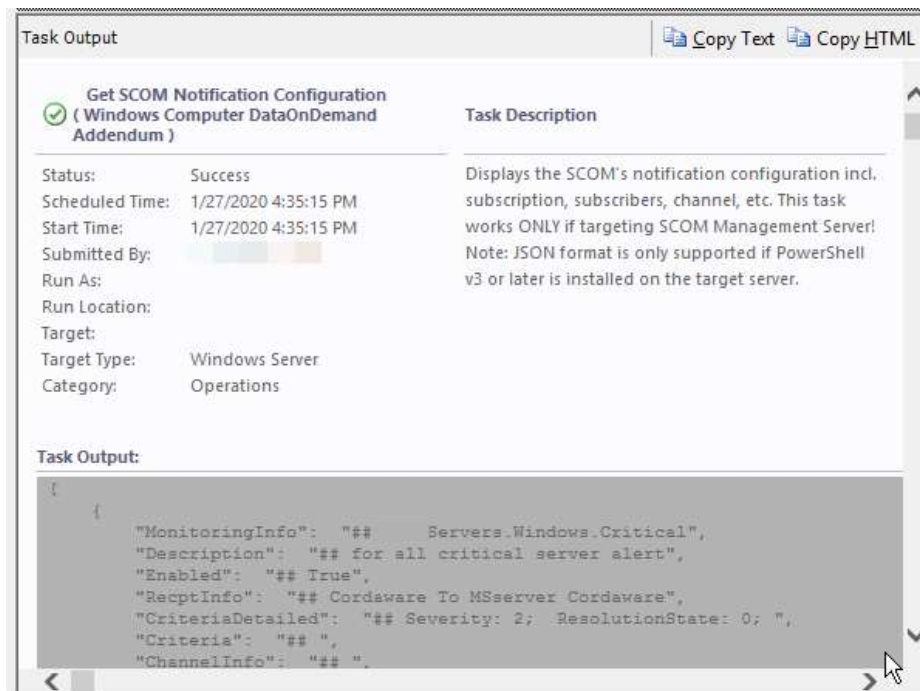 Task Output
Copy Text
Copy HTML
Get SCOM Notification Configuration
( Windows Computer DataOnDemand
Addendum )
Task Description
Status: Success
Scheduled Time: 1/27/2020 4:35:15 PM
Start Time: 1/27/2020 4:35:15 PM
Submitted By:
Run As:
Run Location:
Target:
Target Type: Windows Server
Category: Operations
Displays the SCOM's notification configuration incl.
subscription, subscribers, channel, etc. This task
works ONLY if targeting SCOM Management Server!
Note: JSON format is only supported if PowerShell
v3 or later is installed on the target server.
Task Output:
[
{
"MonitoringInfo": "## Servers.Windows.Critical",
"Description": "## for all critical server alert",
"Enabled": "## True",
"RecptInfo": "## Cordaware To MSserver Cordaware",
"CriteriaDetailed": "## Severity: 2; ResolutionState: 0; ",
"Criteria": "## ",
"ChannelInfo": "## ",